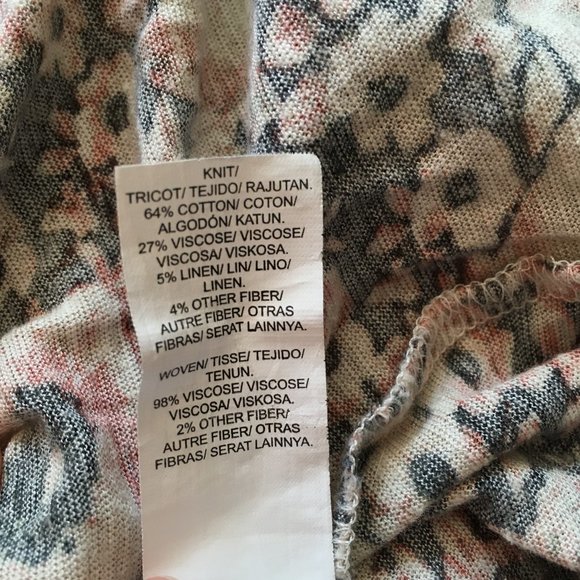 KNIT/
TRICOT/ TEJIDO/ RAJUTAN.
64% COTTON/ COTON/
ALGODÓN/ KATUN.
27% VISCOSE/ VISCOSE/
VISCOSA/ VISKOSA.
5% LINEN/ LIN/ LINO/
LINEN.
4% OTHER FIBER/
AUTRE FIBER/ OTRAS
FIBRAS/ SERAT LAINNYA.
WOVEN/ TISSE/ TEJIDO/
TENUN.
98% VISCOSE/ VISCOSE/
VISCOSA/ VISKOSA.
2% OTHER FIBER/
AUTRE FIBER/ OTRAS
FIBRAS/ SERAT LAINNYA.